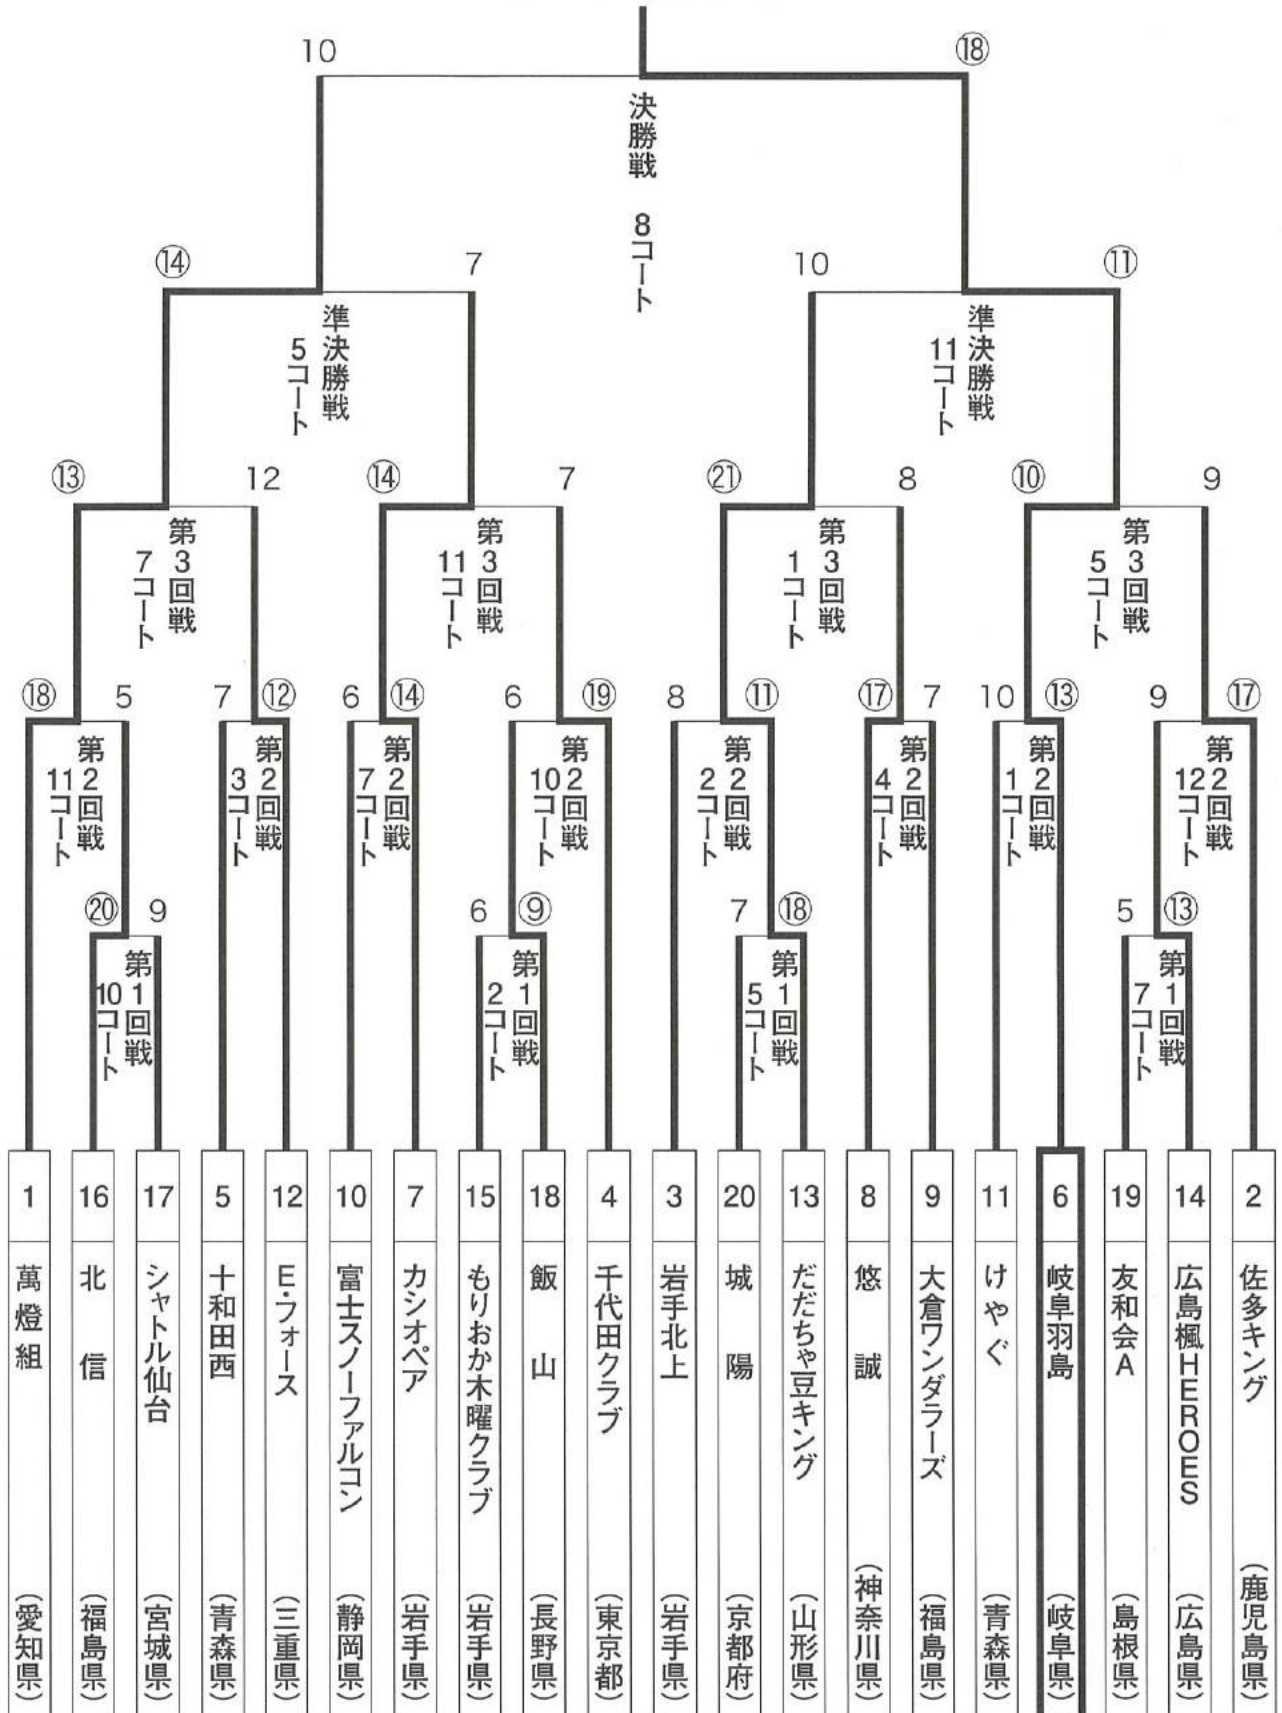 10
⑱
決勝戦 8コート
⑭
7
10
⑪
準決勝戦
5コート
準決勝戦
11コート
⑬
12
⑭
7
㉑
8
⑩
9
第3回戦
7コート
第3回戦
11コート
第3回戦
1コート
第3回戦
5コート
⑱
5
7
⑫
6
⑭
6
⑲
8
⑪
⑰
7
10
⑬
9
⑰
第2回戦
11コート
第2回戦
3コート
第2回戦
7コート
第2回戦
10コート
第2回戦
2コート
第2回戦
4コート
第2回戦
1コート
第2回戦
12コート
⑳
9
6
⑨
7
⑱
5
⑬
第1回戦
10コート
第1回戦
2コート
第1回戦
5コート
第1回戦
7コート
1 萬燈組 (愛知県)
16 北信 (福島県)
17 シャトル仙台 (宮城県)
5 十和田西 (青森県)
12 E・フォース (三重県)
10 富士スノーファルコン (静岡県)
7 カシオペア (岩手県)
15 もりおか木曜クラブ (岩手県)
18 飯山 (長野県)
4 千代田クラブ (東京都)
3 岩手北上 (岩手県)
20 城陽 (京都府)
13 だだちゃ豆キング (山形県)
8 悠誠 (神奈川県)
9 大倉ワンダラーズ (福島県)
11 けやぐ (青森県)
6 岐阜羽島 (岐阜県)
19 友和会A (島根県)
14 広島楓HEROES (広島県)
2 佐多キング (鹿児島県)